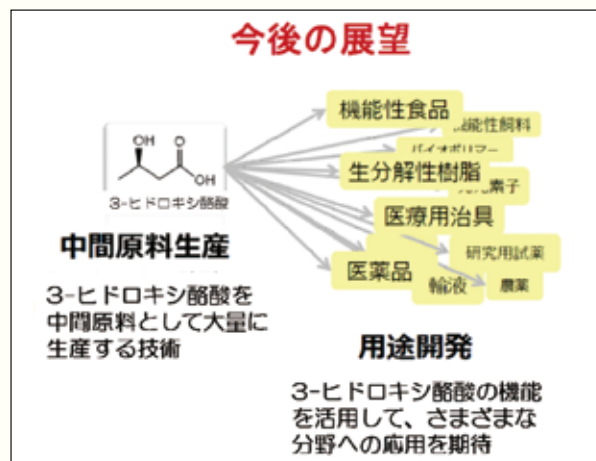 今後の展望
機能性食品
機能性飼料
バイオポリマー
生分解性樹脂
素子
医療用治具
研究用試薬
医薬品
輸液
農薬
OH
O
OH
3-ヒドロキシ酪酸
中間原料生産
3-ヒドロキシ酪酸を
中間原料として大量に
生産する技術
用途開発
3-ヒドロキシ酪酸の機能
を活用して、さまざまな
分野への応用を期待